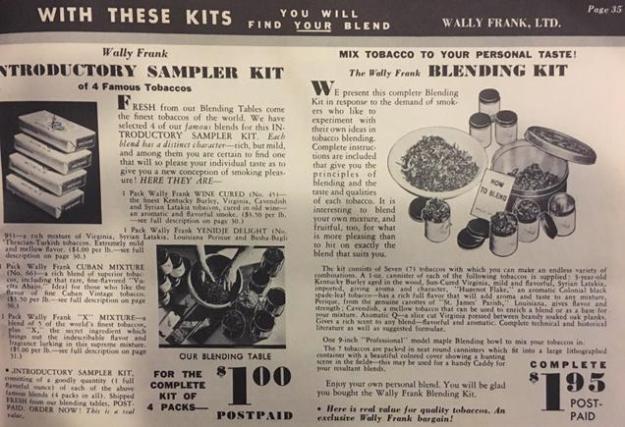 WITH THESE KITS
YOU WILL
FIND YOUR BLEND
WALLY FRANK, LTD.
Page 35
Wally Frank
NTRODUCTORY SAMPLER KIT
of 4 Famous Tobaccos
FRESH from our Blending Tables come
the finest tobaccos of the world. We have
selected 4 of our famous blends for this IN-
TRODUCTORY SAMPLER KIT. Each
blend has a distinct character—rich, but mild,
and among them you are certain to find one
that will so please your individual taste as to
give you a new conception of smoking pleas-
ure! HERE THEY ARE—
1 Pack Wally Frank WINE CURED (No. 45)—
the finest Kentucky Burley, Virginia, Cavendish
and Syrian Latakia tobaccos, cured in old wine—
an aromatic and flavorful smoke. ($3.50 per lb.
—see full description on page 30.)
1 Pack Wally Frank YENIDJE DELIGHT (No.
—a rich mixture of Virginia, Syrian Latakia, Louisiana Perique and Basha-Bagli
Thracian-Turkish tobaccos. Extremely mild
and mellow flavor. ($4.00 per lb.—see full
description on page 30.)
1 Pack Wally Frank CUBAN MIXTURE
—a rich blend of superior tobac-
cos, including that rare, fine-flavored "Vu-
elta Abajo." Ideal for those who like the
flavor of fine Cuban Vintage tobaccos.
($3.50 per lb.—see full description on page
30.)
1 Pack Wally Frank "X" MIXTURE—a
blend of 5 of the world's finest tobaccos,
plus "X," the secret ingredient which
brings out the indescribable flavor and
fragrance lurking in this supreme mixture.
per lb.—see full description on page
31.)
• INTRODUCTORY SAMPLER KIT,
consisting of a goodly quantity (1 full
flavorful ounce) of each of the above
famous blends (4 packs in all). Shipped
FRESH from our blending tables, POST-
PAID. ORDER NOW! This is a real
value.
OUR BLENDING TABLE
FOR THE
COMPLETE
KIT OF
4 PACKS—
$1.00
POSTPAID
MIX TOBACCO TO YOUR PERSONAL TASTE!
The Wally Frank BLENDING KIT
WE present this complete Blending
Kit in response to the demand of smok-
ers who like to
experiment with
their own ideas in
tobacco blending.
Complete instruc-
tions are included
that give you the
principles of
blending and the
taste and qualities
of each tobacco. It is
interesting to blend
your own mixture, and
fruitful, too, for what
is more pleasing than
to hit on exactly the
blend that suits you.
HOW
TO BLEND
The kit consists of Seven (7) tobaccos with which you can make an endless variety of
combinations. A 1-oz. cannister of each of the following tobaccos is supplied: 5-year-old
Kentucky Burley aged in the wood, Sun-Cured Virginia, mild and flavorful, Syrian Latakia,
imported, giving aroma and character, "Haarnot Flake," an aromatic Colonial black
spade-leaf tobacco—has a rich full flavor that will add aroma and taste to any mixture,
Perique, from the genuine carottes of "St. James' Parish," Louisiana, gives flavor and
strength; Cavendish, a mellow tobacco that can be used to enrich a blend or as a base for
your mixture. Aromatic Q—a slice cut Virginia pressed between brandy soaked oak planks.
Gives a rich scent to any blend—flavorful and aromatic. Complete technical and historical
literature as well as suggested formulae.
One 9-inch "Professional" model maple Blending bowl to mix your tobacco in.
The 7 tobaccos are packed in neat round cannisters which fit into a large lithographed
container with a beautiful colored cover showing a hunting
scene in the fields—this may be used for a handy Caddy for
your resultant blends.
Enjoy your own personal blend. You will be glad
you bought the Wally Frank Blending Kit.
• Here is real value for quality tobaccos. An
exclusive Wally Frank bargain!
COMPLETE
$1.95
POST-
PAID